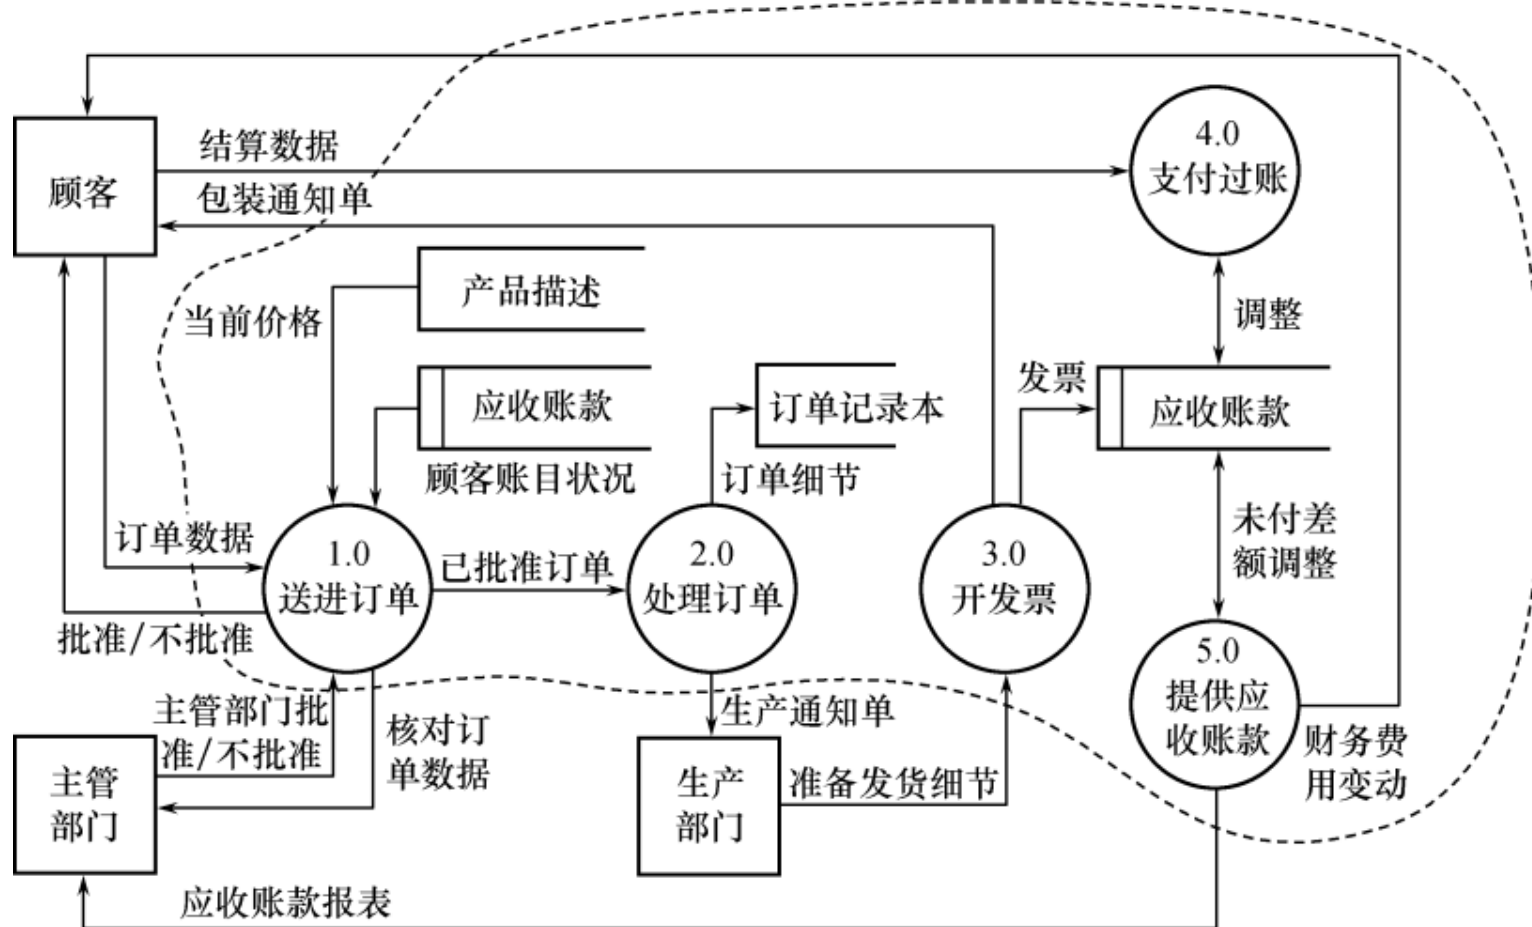 结算数据
4.0
支付过账
顾客
包装通知单
产品描述
当前价格
调整
发票
应收账款
订单记录本
应收账款
顾客账目状况
订单细节
未付差
额调整
订单数据
1.0
送进订单
已批准订单
2.0
处理订单
3.0
开发票
批准/不批准
5.0
提供应
收账款
主管部门批
准/不批准
核对订
单数据
生产通知单
财务费
用变动
主管
部门
生产
部门
准备发货细节
应收账款报表